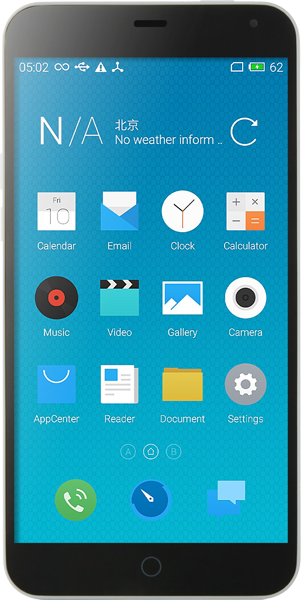 05:02 62
N/A 北京
No weather inform ..
Fri
10
Calendar Email Clock Calculator
Music Video Gallery Camera
AppCenter Reader Document Settings
A B